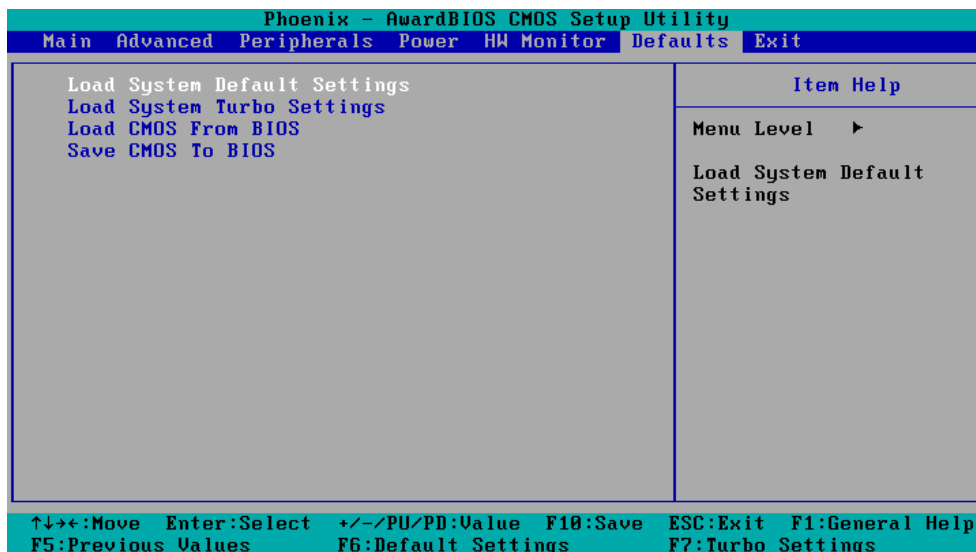 Phoenix - AwardBIOS CMOS Setup Utility
Main Advanced Peripherals Power HW Monitor Defaults Exit
Load System Default Settings
Load System Turbo Settings
Load CMOS From BIOS
Save CMOS To BIOS
Item Help
Menu Level ▶
Load System Default
Settings
↑↓→←:Move Enter:Select +/-/PU/PD:Value F10:Save ESC:Exit F1:General Help
F5:Previous Values F6:Default Settings F7:Turbo Settings